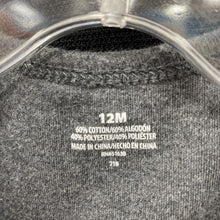 12M
60% COTTON/60% ALGODÓN
40% POLYESTER/40% POLIÉSTER
MADE IN CHINA/HECHO EN CHINA